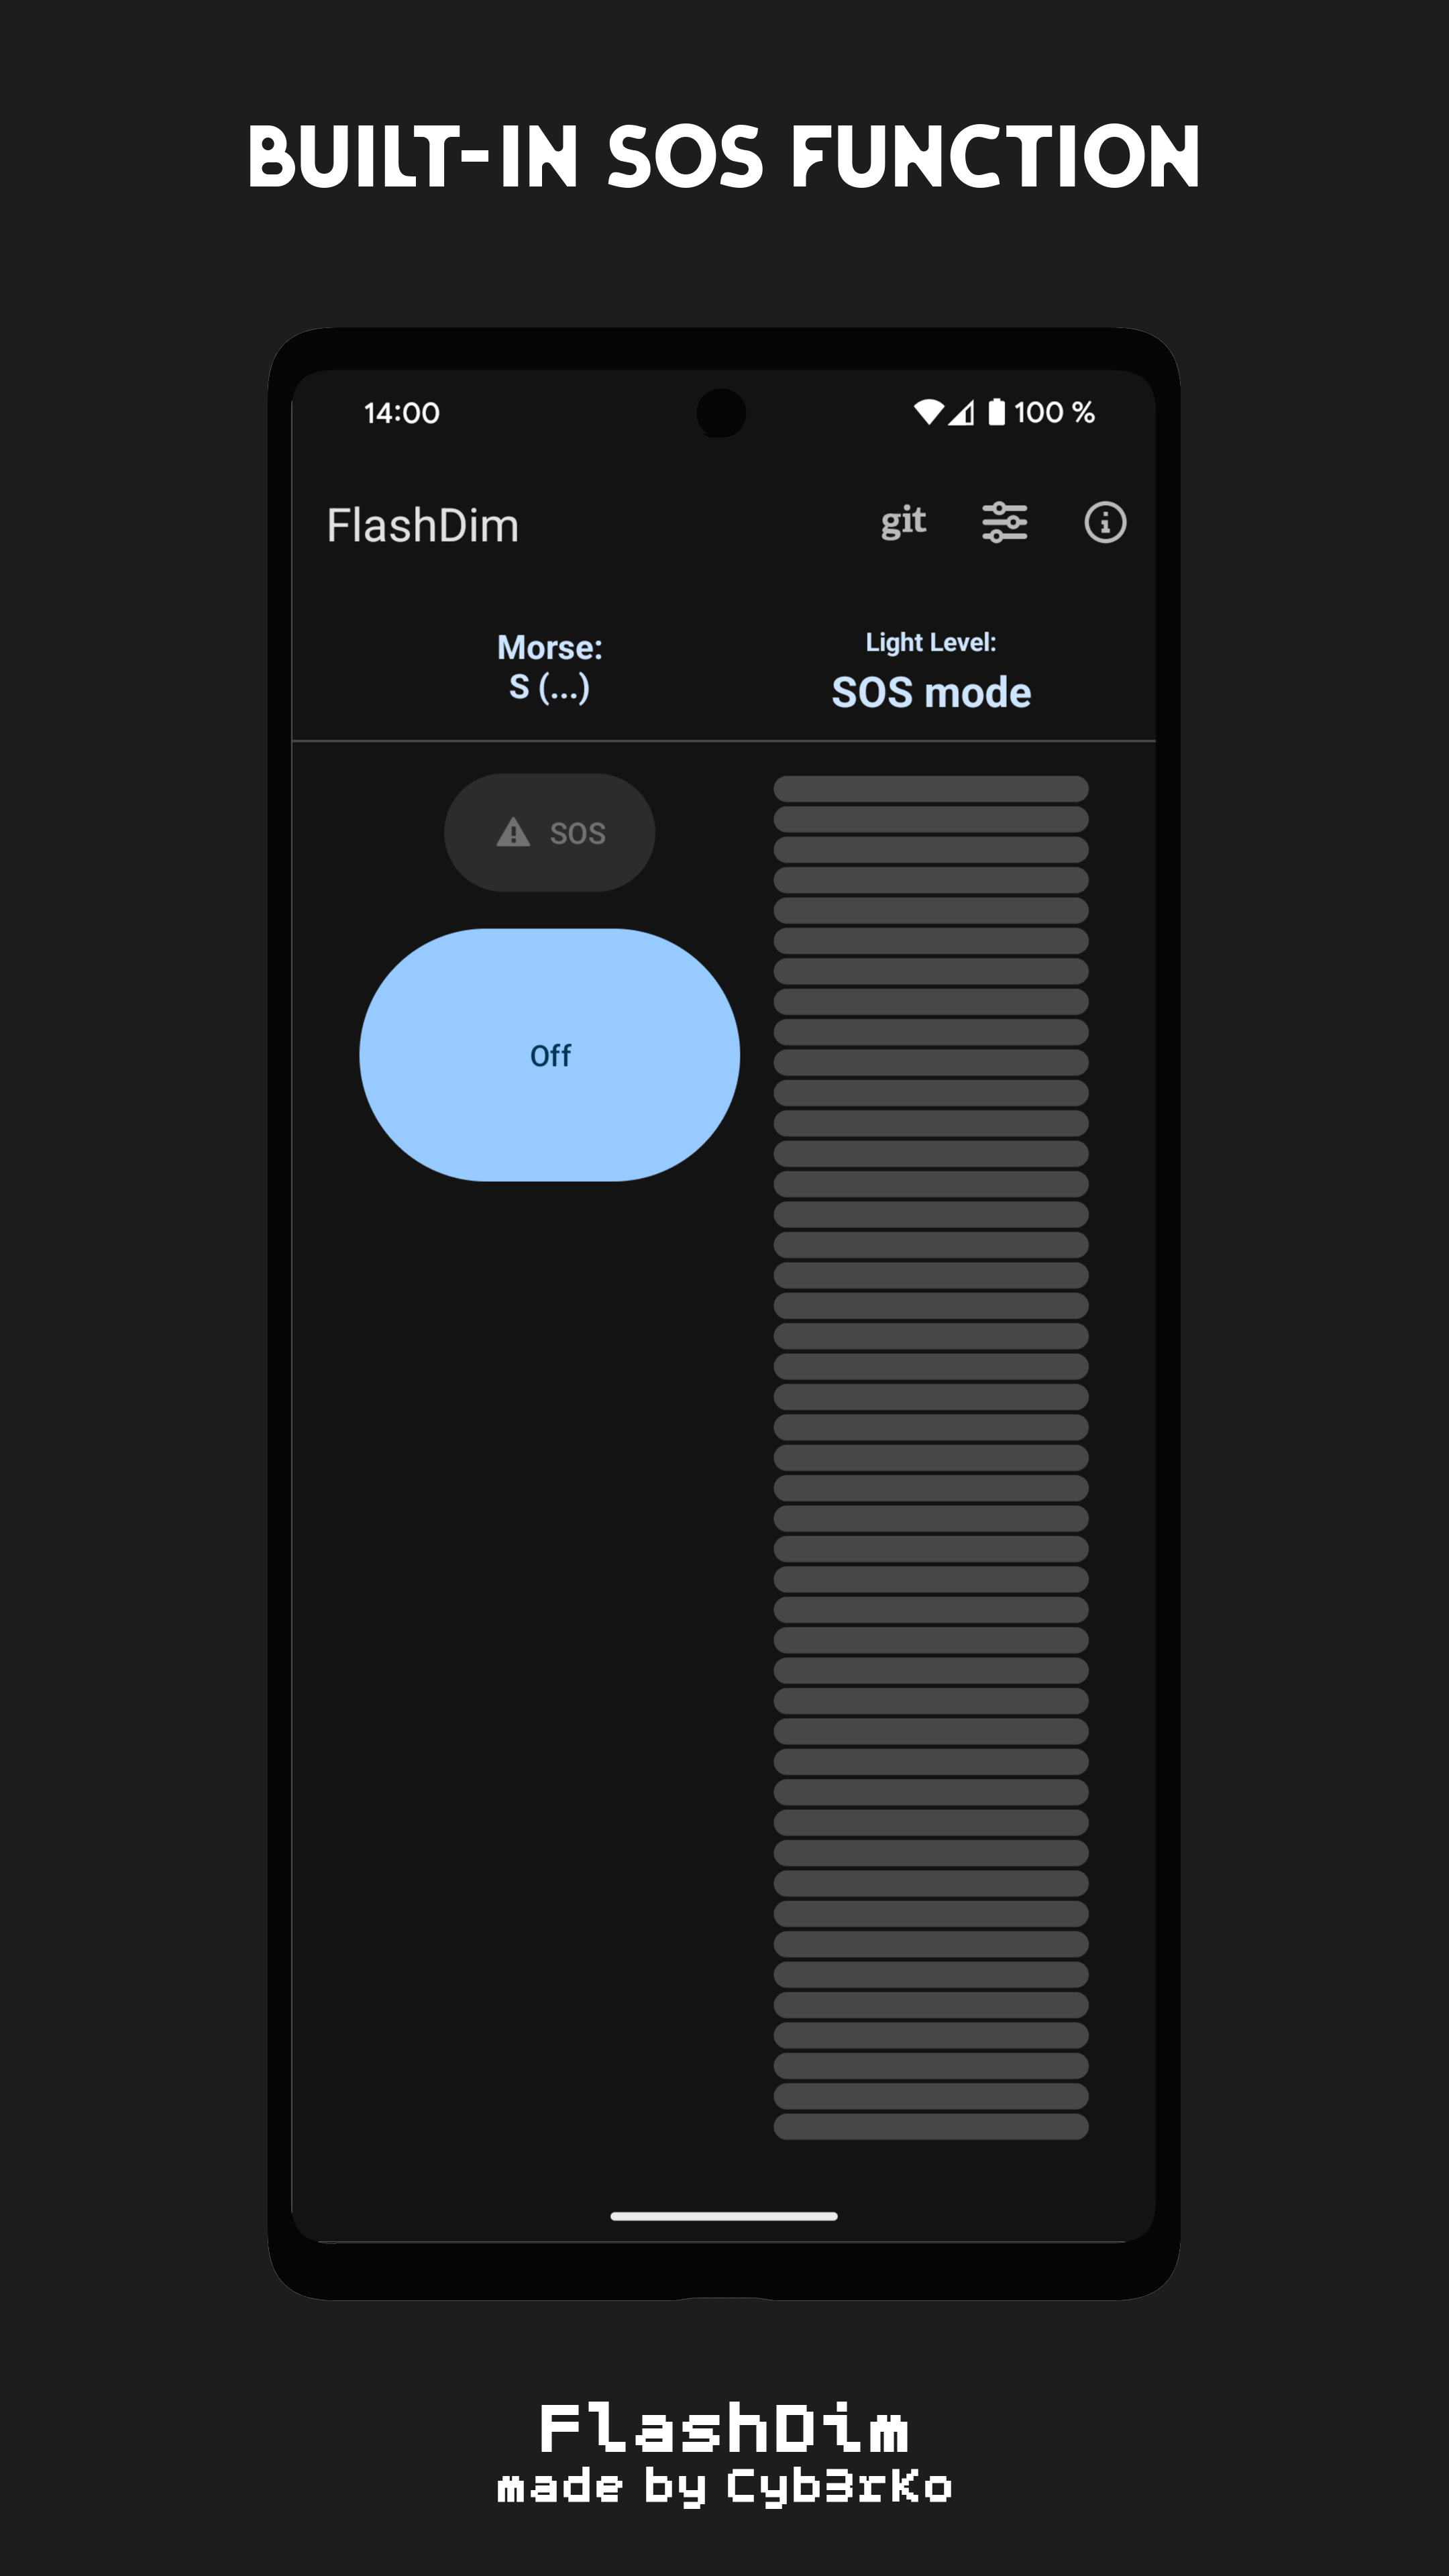 BUILT-IN SOS FUNCTION
14:00
100 %
FlashDim
git
Morse:
S (...)
Light Level:
SOS mode
SOS
Off
FlashDim
made by Cyb3rKo